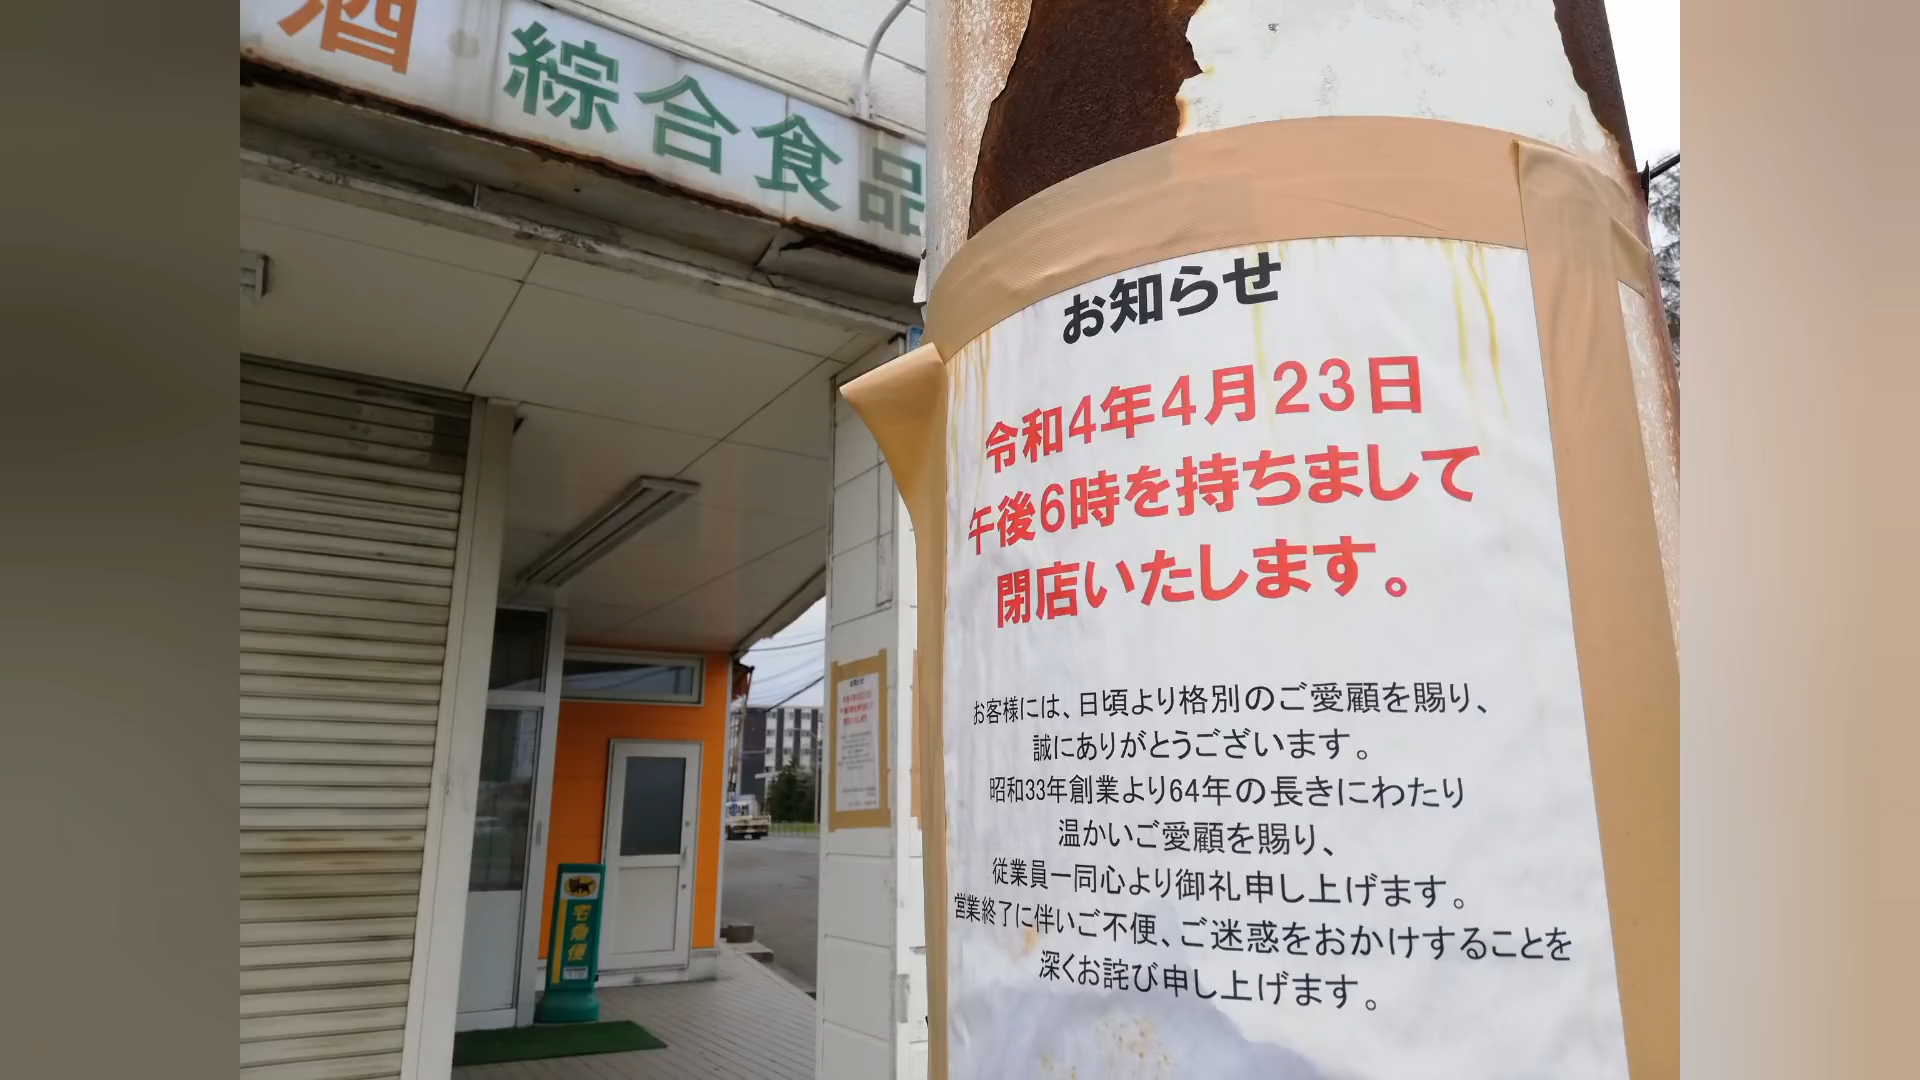 酒 綜合食品
お知らせ
令和4年4月23日
午後6時を持ちまして
閉店いたします。
お客様には、日頃より格別のご愛顧を賜り、
誠にありがとうございます。
昭和33年創業より64年の長きにわたり
温かいご愛顧を賜り、
従業員一同心より御礼申し上げます。
営業終了に伴いご不便、ご迷惑をおかけすることを
深くお詫び申し上げます。
宅急便